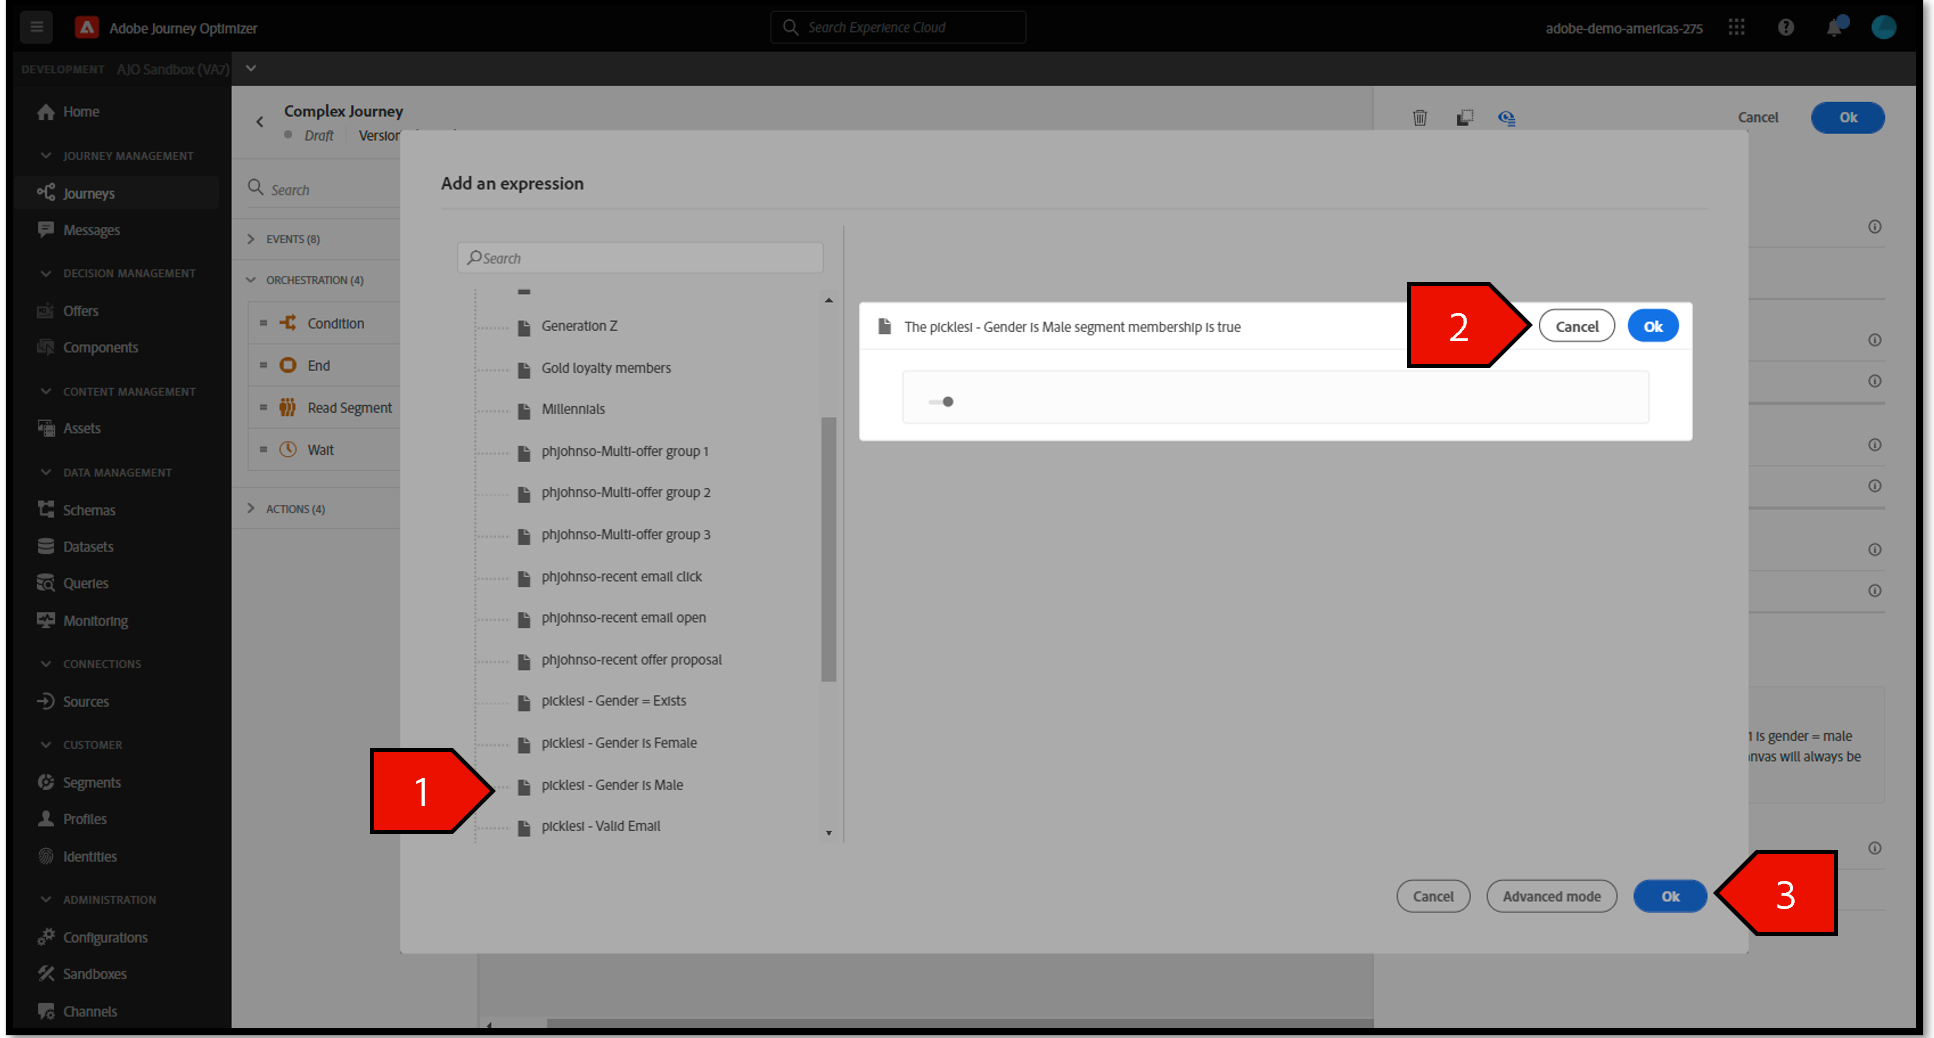 Adobe Journey Optimizer
Search Experience Cloud
adobe-demo-americas-275
DEVELOPMENT AJO Sandbox (VA7)
Home
JOURNEY MANAGEMENT
Journeys
Messages
DECISION MANAGEMENT
Offers
Components
CONTENT MANAGEMENT
Assets
DATA MANAGEMENT
Schemas
Datasets
Queries
Monitoring
CONNECTIONS
Sources
CUSTOMER
Segments
Profiles
Identities
ADMINISTRATION
Configurations
Sandboxes
Channels
Complex Journey
Draft
Version
Search
EVENTS (8)
ORCHESTRATION (4)
Condition
End
Read Segment
Wait
ACTIONS (4)
Cancel
Ok
Add an expression
Search
Generation Z
Gold loyalty members
Millennials
phjohnso-Multi-offer group 1
phjohnso-Multi-offer group 2
phjohnso-Multi-offer group 3
phjohnso-recent email click
phjohnso-recent email open
phjohnso-recent offer proposal
picklesi - Gender = Exists
picklesi - Gender is Female
picklesi - Gender is Male
picklesi - Valid Email
1
The picklesi - Gender is Male segment membership is true
2
Cancel
Ok
is gender = male
will always be
Cancel
Advanced mode
Ok
3